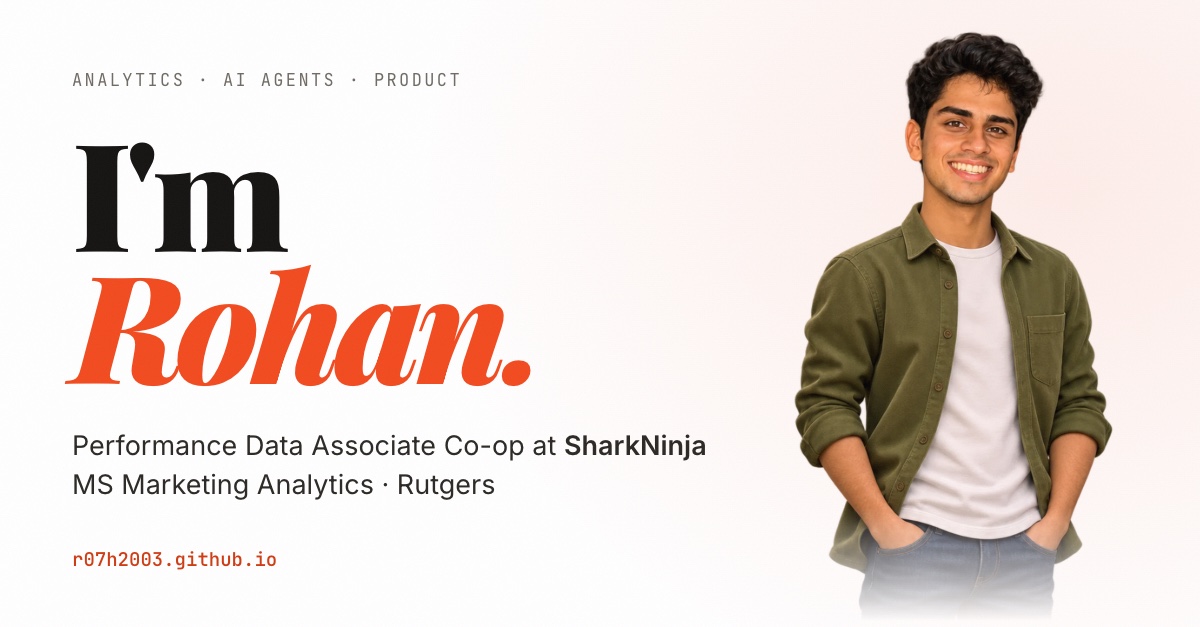 ANALYTICS · AI AGENTS · PRODUCT
I'm
Rohan.
Performance Data Associate Co-op at SharkNinja
MS Marketing Analytics · Rutgers
r07h2003.github.io